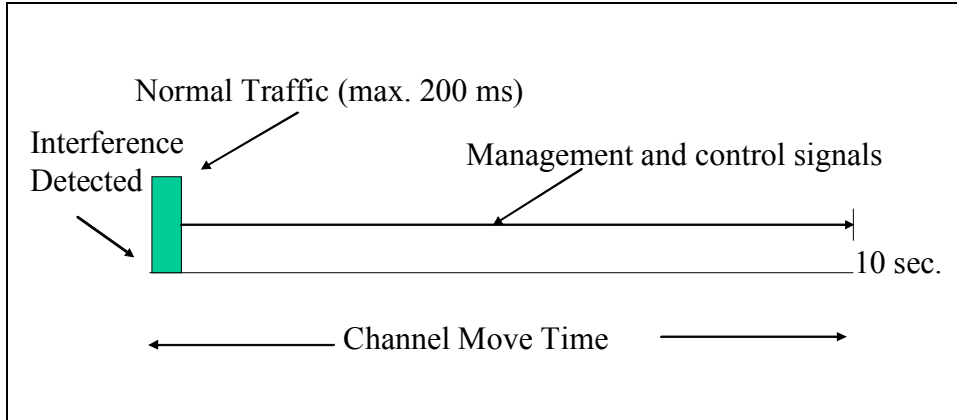 Normal Traffic (max. 200 ms)
Interference
Detected
Management and control signals
10 sec.
Channel Move Time